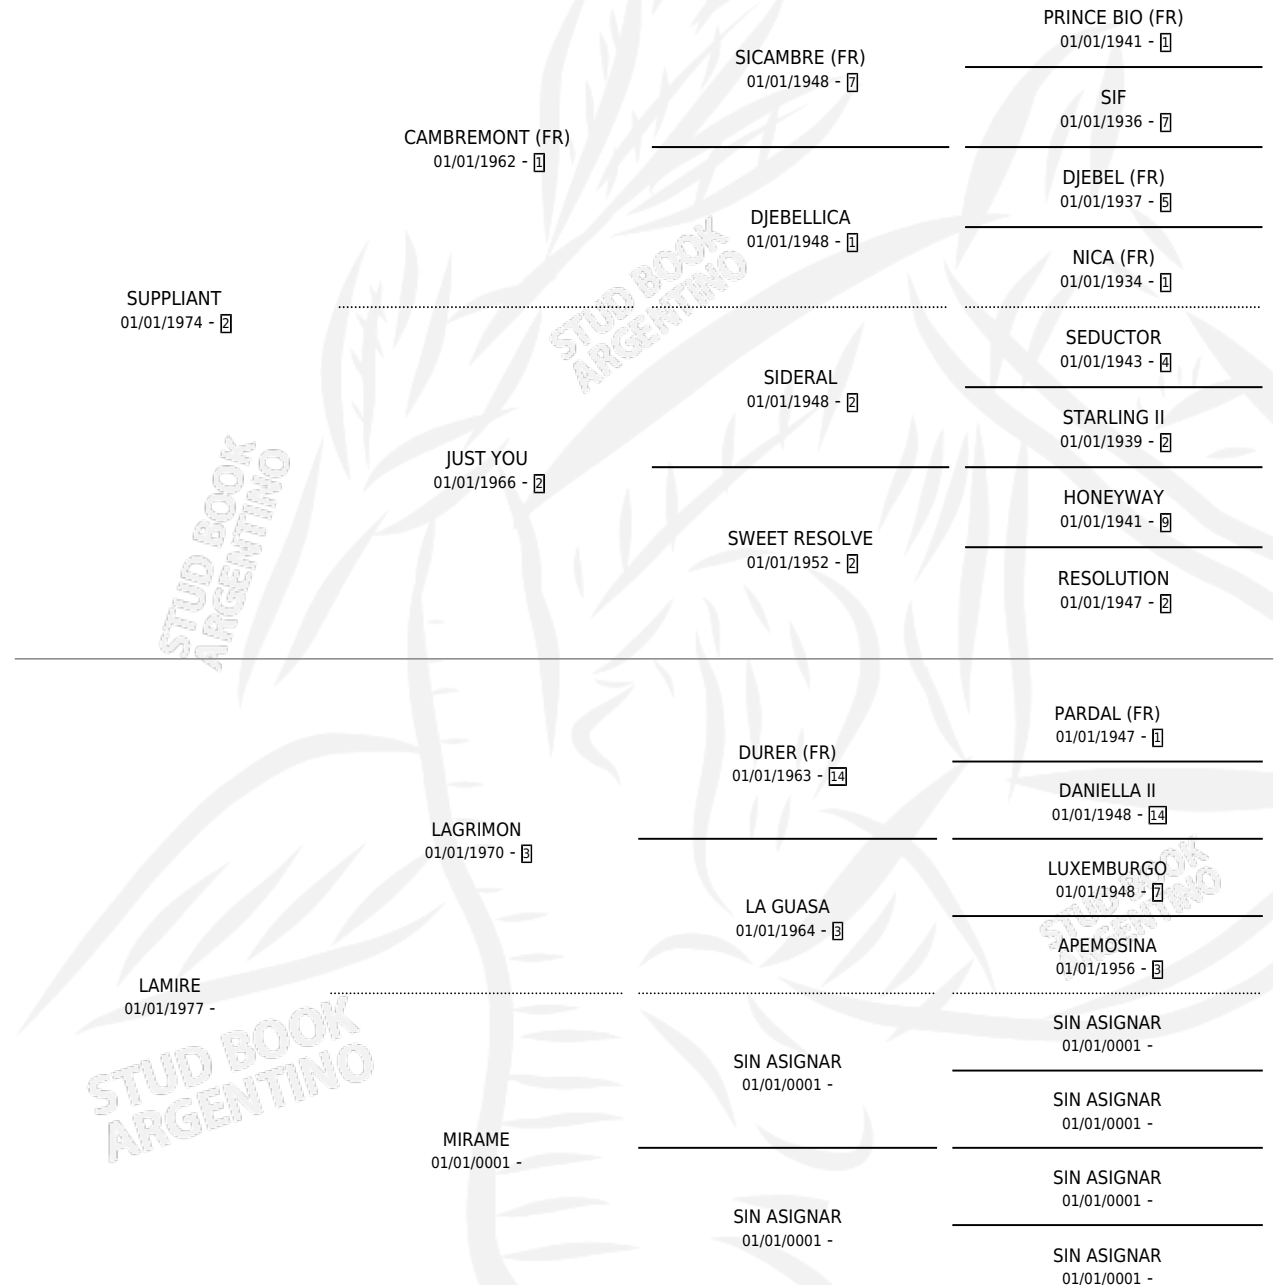 PRINCE BIO (FR)
01/01/1941 - 1
SICAMBRE (FR)
01/01/1948 - 7
SIF
01/01/1936 - 7
CAMBREMONT (FR)
01/01/1962 - 1
DJEBEL (FR)
01/01/1937 - 5
DJEBELLICA
01/01/1948 - 1
NICA (FR)
01/01/1934 - 1
SUPPLIANT
01/01/1974 - 2
SEDUCTOR
01/01/1943 - 4
SIDERAL
01/01/1948 - 2
STARLING II
01/01/1939 - 2
JUST YOU
01/01/1966 - 2
HONEYWAY
01/01/1941 - 9
SWEET RESOLVE
01/01/1952 - 2
RESOLUTION
01/01/1947 - 2
PARDAL (FR)
01/01/1947 - 1
DURER (FR)
01/01/1963 - 14
DANIELLA II
01/01/1948 - 14
LAGRIMON
01/01/1970 - 3
LUXEMBURGO
01/01/1948 - 7
LA GUASA
01/01/1964 - 3
APEMOSINA
01/01/1956 - 3
LAMIRE
01/01/1977 -
SIN ASIGNAR
01/01/0001 -
SIN ASIGNAR
01/01/0001 -
SIN ASIGNAR
01/01/0001 -
MIRAME
01/01/0001 -
SIN ASIGNAR
01/01/0001 -
SIN ASIGNAR
01/01/0001 -
SIN ASIGNAR
01/01/0001 -
STUD BOOK
ARGENTINO
STUD BOOK
ARGENTINO
STUD BOOK
ARGENTINO
STUD BOOK
ARGENTINO